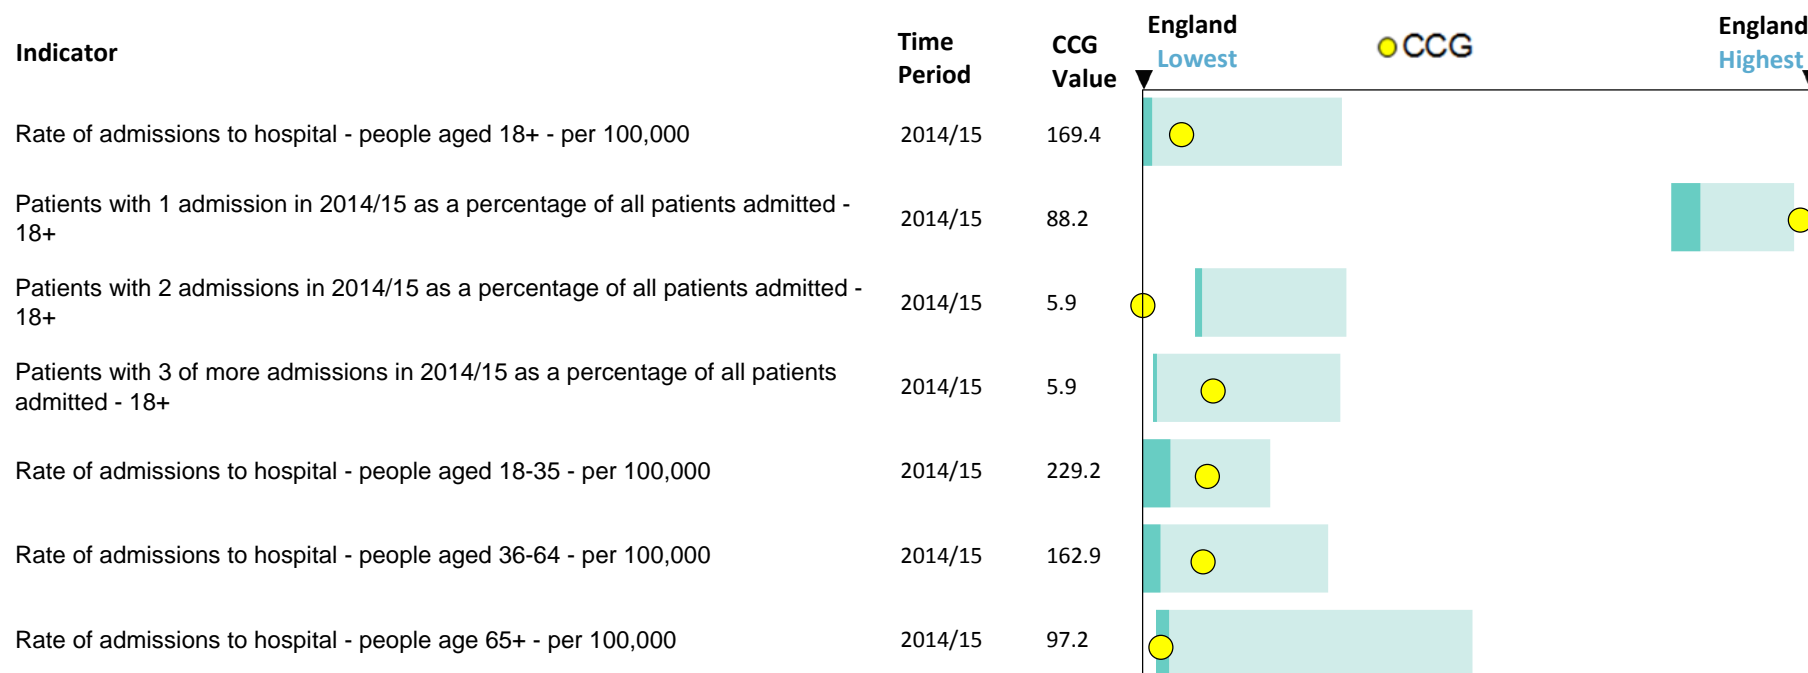 Indicator
Time Period
CCG Value
England Lowest
CCG
England Highest
Rate of admissions to hospital - people aged 18+ - per 100,000 2014/15 169.4
Patients with 1 admission in 2014/15 as a percentage of all patients admitted -
18+
2014/15 88.2
Patients with 2 admissions in 2014/15 as a percentage of all patients admitted -
18+
2014/15 5.9
Patients with 3 of more admissions in 2014/15 as a percentage of all patients
admitted - 18+
2014/15 5.9
Rate of admissions to hospital - people aged 18-35 - per 100,000 2014/15 229.2
Rate of admissions to hospital - people aged 36-64 - per 100,000 2014/15 162.9
Rate of admissions to hospital - people age 65+ - per 100,000 2014/15 97.2